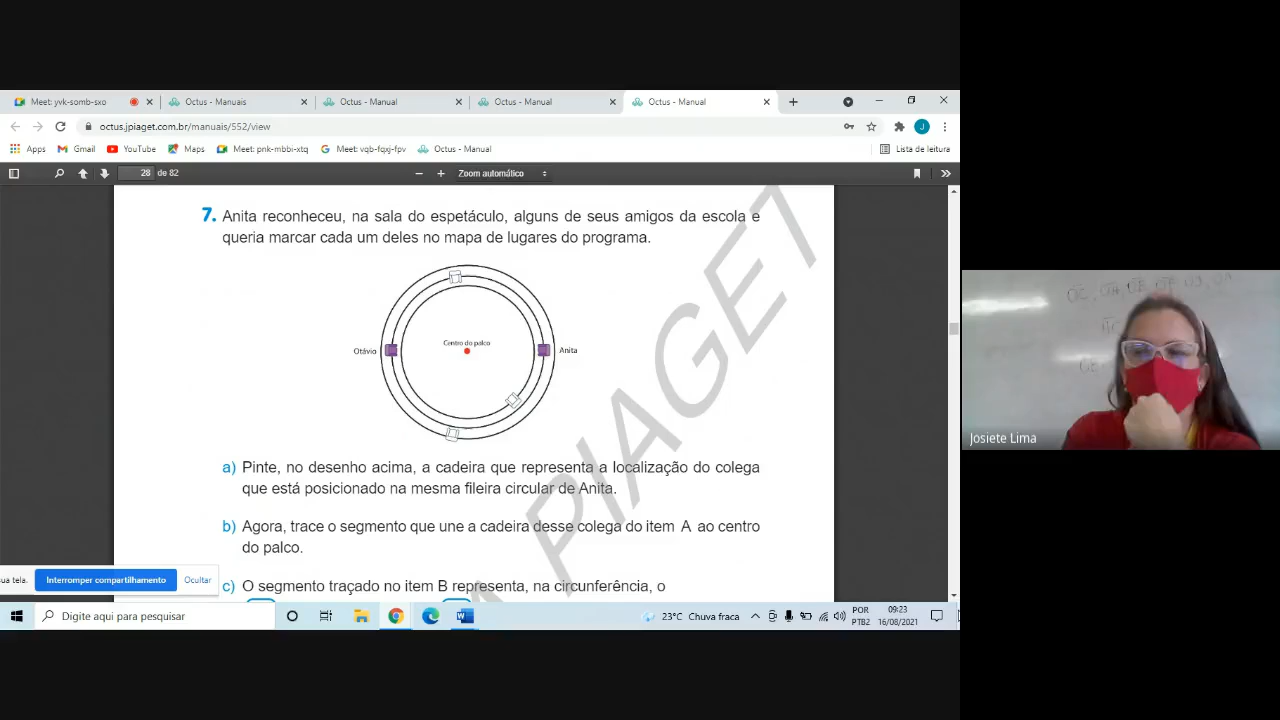 Meet: yvk-somb-sxo
Octus - Manuais
Octus - Manual
Octus - Manual
Octus - Manual
octus.jpiaget.com.br/manuais/552/view
Apps
Gmail
YouTube
Maps
Meet: pnk-mbbi-xtq
Meet: vqb-fqxj-fpv
Octus - Manual
Lista de leitura
28 de 82
Zoom automático
7. Anita reconheceu, na sala do espetáculo, alguns de seus amigos da escola e
queria marcar cada um deles no mapa de lugares do programa.
Centro do palco
Otávio
Anita
PIAGET
a) Pinte, no desenho acima, a cadeira que representa a localização do colega
que está posicionado na mesma fileira circular de Anita.
b) Agora, trace o segmento que une a cadeira desse colega do item A ao centro
do palco.
c) O segmento traçado no item B representa, na circunferência, o
sua tela.
Interromper compartilhamento
Ocultar
Josiete Lima
Digite aqui para pesquisar
23°C Chuva fraca
POR
PTB2
09:23
16/08/2021